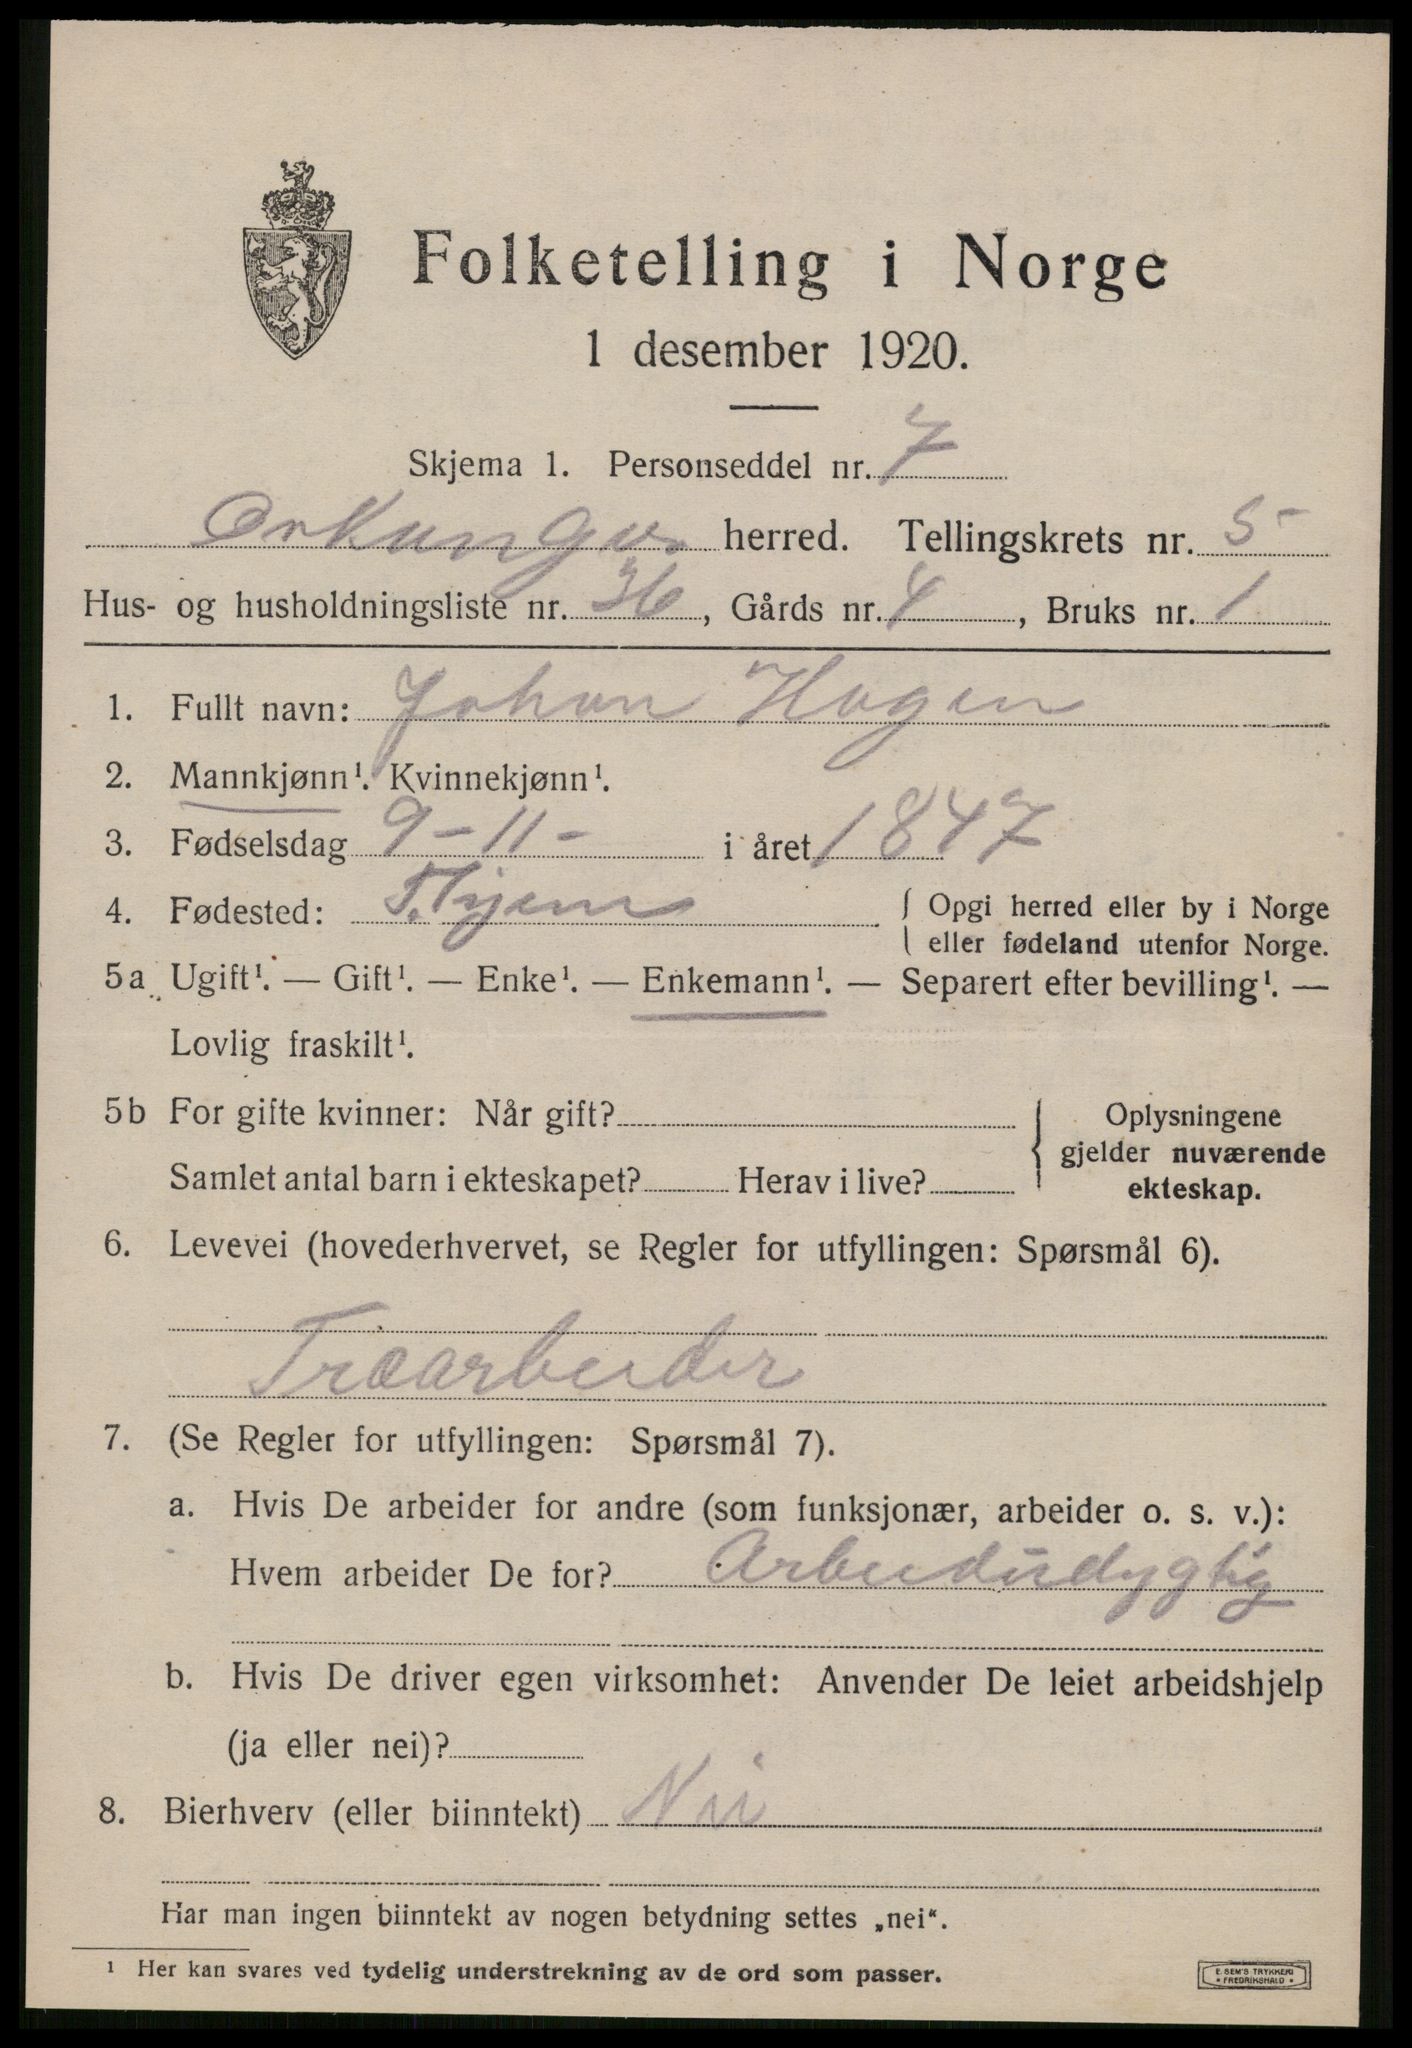 Folketelling i Norge
1 desember 1920.
Skjema 1. Personseddel nr. 7
herred. Tellingskrets nr. 5
Hus- og husholdningsliste nr. 36, Gårds nr. 4, Bruks nr. 1
1. Fullt navn: Johan Hagen
2. Mannkjønn¹. Kvinnekjønn¹.
3. Fødselsdag 9-11- i året 1847
4. Fødested: { Opgi herred eller by i Norge
eller fødeland utenfor Norge.
5a Ugift¹. — Gift¹. — Enke¹. — Enkemann¹. — Separert efter bevilling¹. —
Lovlig fraskilt¹.
5b For gifte kvinner: Når gift? { Oplysningene
gjelder nuværende
Samlet antal barn i ekteskapet? Herav i live? ekteskap.
6. Levevei (hovederhvervet, se Regler for utfyllingen: Spørsmål 6).
Træarbeider
7. (Se Regler for utfyllingen: Spørsmål 7).
a. Hvis De arbeider for andre (som funksjonær, arbeider o. s. v.):
Hvem arbeider De for? Arbeidsudygtig
b. Hvis De driver egen virksomhet: Anvender De leiet arbeidshjelp
(ja eller nei)?
8. Bierhverv (eller biinntekt) Nei
Har man ingen biinntekt av nogen betydning settes „nei“.
¹ Her kan svares ved tydelig understrekning av de ord som passer.
E. SEM'S TRYKKERI
• FREDRIKSHALD •